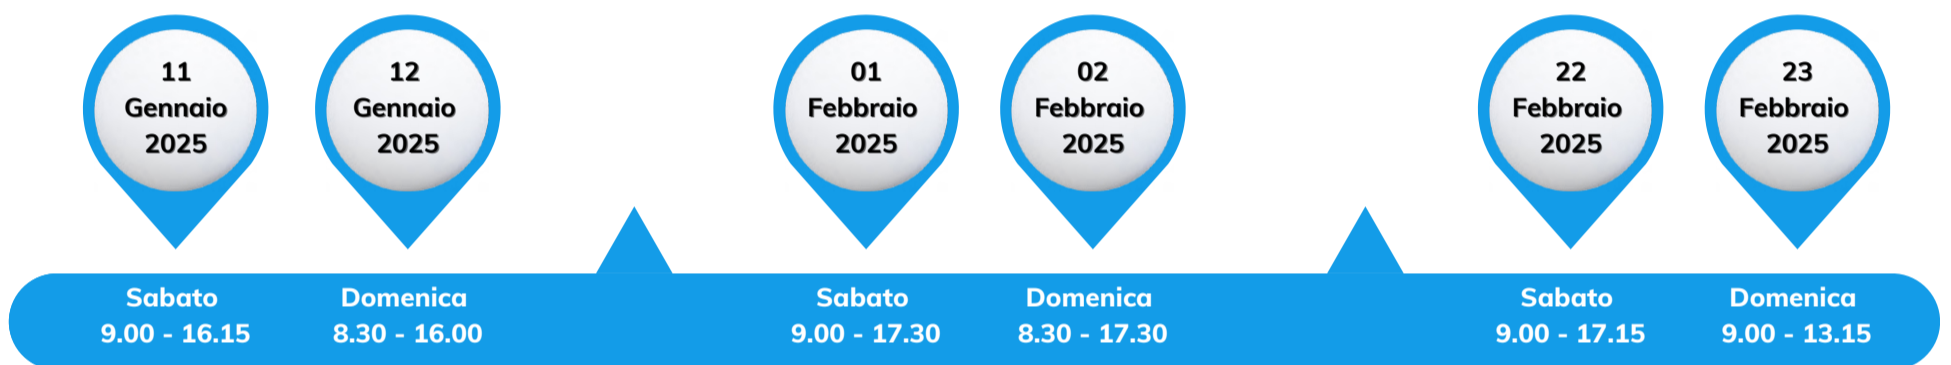 11
Gennaio
2025
12
Gennaio
2025
01
Febbraio
2025
02
Febbraio
2025
22
Febbraio
2025
23
Febbraio
2025
Sabato
9.00 - 16.15
Domenica
8.30 - 16.00
Sabato
9.00 - 17.30
Domenica
8.30 - 17.30
Sabato
9.00 - 17.15
Domenica
9.00 - 13.15